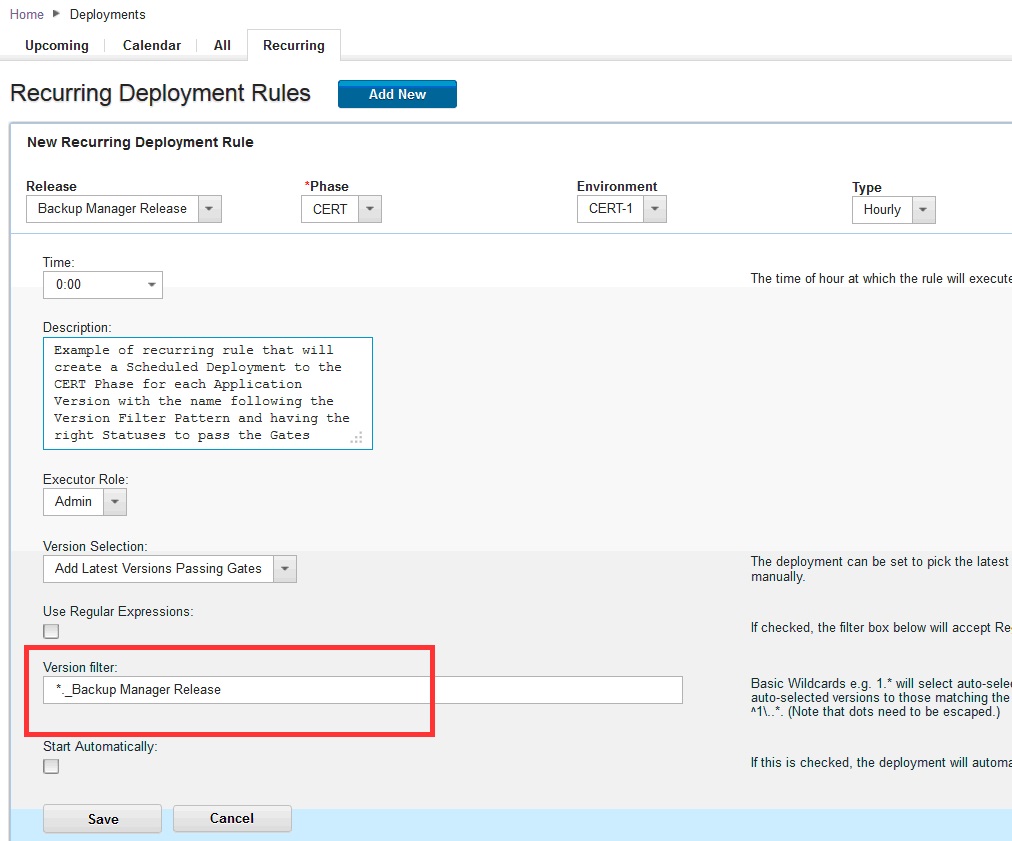 Home Deployments
Upcoming Calendar All Recurring
Recurring Deployment Rules Add New
New Recurring Deployment Rule
Release *Phase Environment Type
Backup Manager Release CERT CERT-1 Hourly
Time:
0:00
The time of hour at which the rule will execute
Description:
Example of recurring rule that will
create a Scheduled Deployment to the
CERT Phase for each Application
Version with the name following the
Version Filter Pattern and having the
right Statuses to pass the Gates
Executor Role:
Admin
Version Selection:
Add Latest Versions Passing Gates
The deployment can be set to pick the latest
manually.
Use Regular Expressions:
If checked, the filter box below will accept Re
Version filter:
*._Backup Manager Release
Basic Wildcards e.g. 1.* will select auto-selec
auto-selected versions to those matching the
^1\..*. (Note that dots need to be escaped.)
Start Automatically:
If this is checked, the deployment will automa
Save Cancel